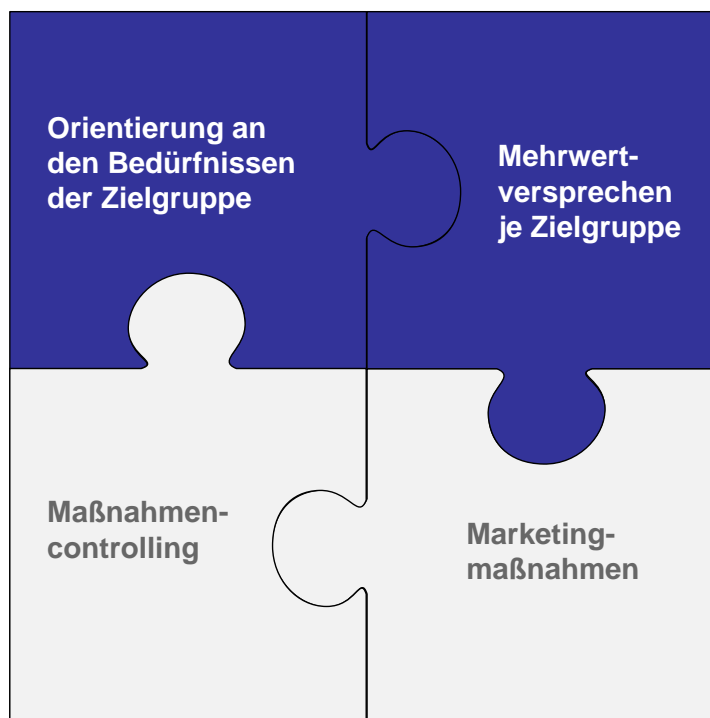 Orientierung an
den Bedürfnissen
der Zielgruppe
Mehrwert-
versprechen
je Zielgruppe
Maßnahmen-
controlling
Marketing-
maßnahmen